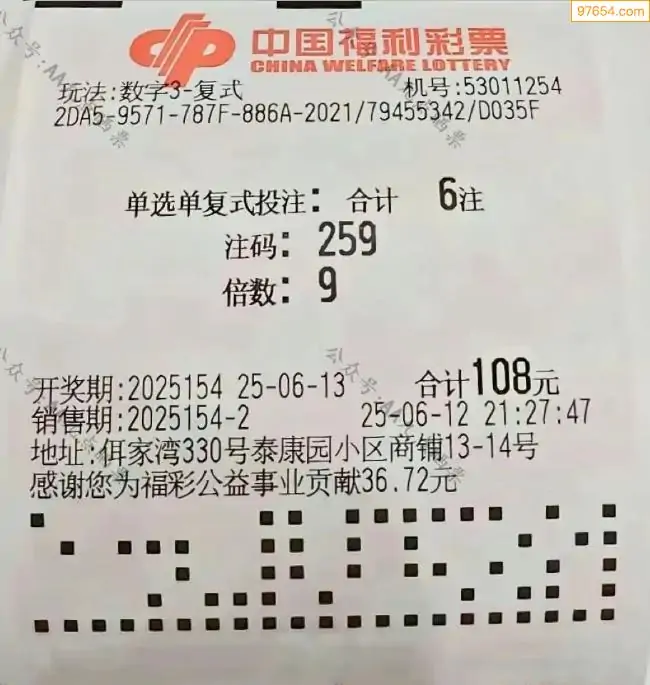 97654.com
中国福利彩票
CHINA WELFARE LOTTERY
玩法:数字3-复式 机号:53011254
2DA5-9571-787F-886A-2021/79455342/D035F
单选单复式投注: 合计 6注
注码: 259
倍数: 9
开奖期:2025154 25-06-13 合计108元
销售期:2025154-2 25-06-12 21:27:47
地址:佴家湾330号泰康园小区商铺13-14号
感谢您为福彩公益事业贡献36.72元